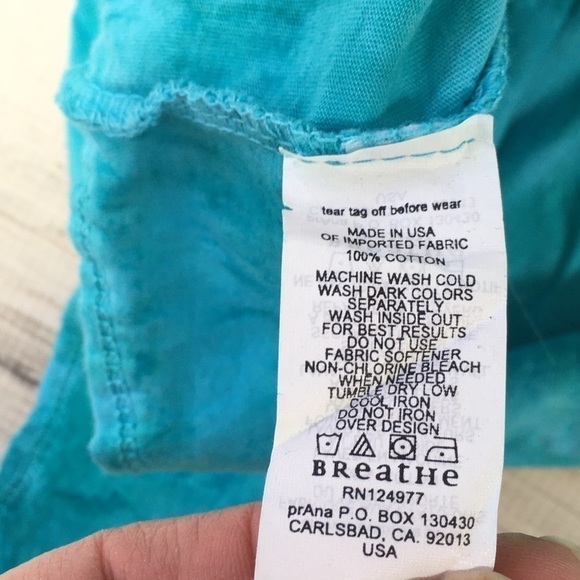 tear tag off before wear
MADE IN USA
OF IMPORTED FABRIC
100% COTTON
MACHINE WASH COLD
WASH DARK COLORS
SEPARATELY
WASH INSIDE OUT
FOR BEST RESULTS
DO NOT USE
FABRIC SOFTENER
NON-CHLORINE BLEACH
WHEN NEEDED
TUMBLE DRY LOW
COOL IRON
DO NOT IRON
OVER DESIGN
BReatHe
RN124977
prAna P.O. BOX 130430
CARLSBAD, CA. 92013
USA